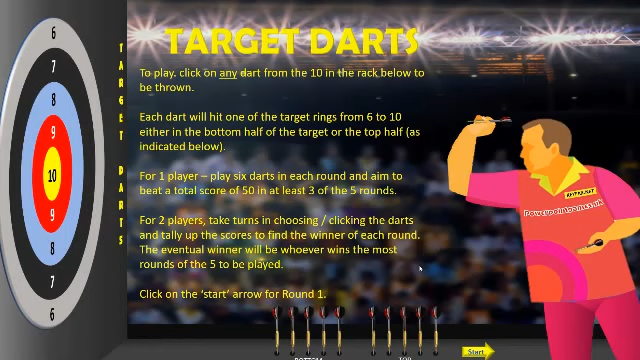 TARGET DARTS
To play, click on any dart from the 10 in the rack below to
be thrown.
Each dart will hit one of the target rings from 6 to 10
either in the bottom half of the target or the top half (as
indicated below).
For 1 player – play six darts in each round and aim to
beat a total score of 50 in at least 3 of the 5 rounds.
For 2 players, take turns in choosing / clicking the darts
and tally up the scores to find the winner of each round.
The eventual winner will be whoever wins the most
rounds of the 5 to be played.
Click on the ‘start’ arrow for Round 1.
6
7
8
9
10
9
8
7
6
TARGET DARTS
BOTTOM
TOP
Start